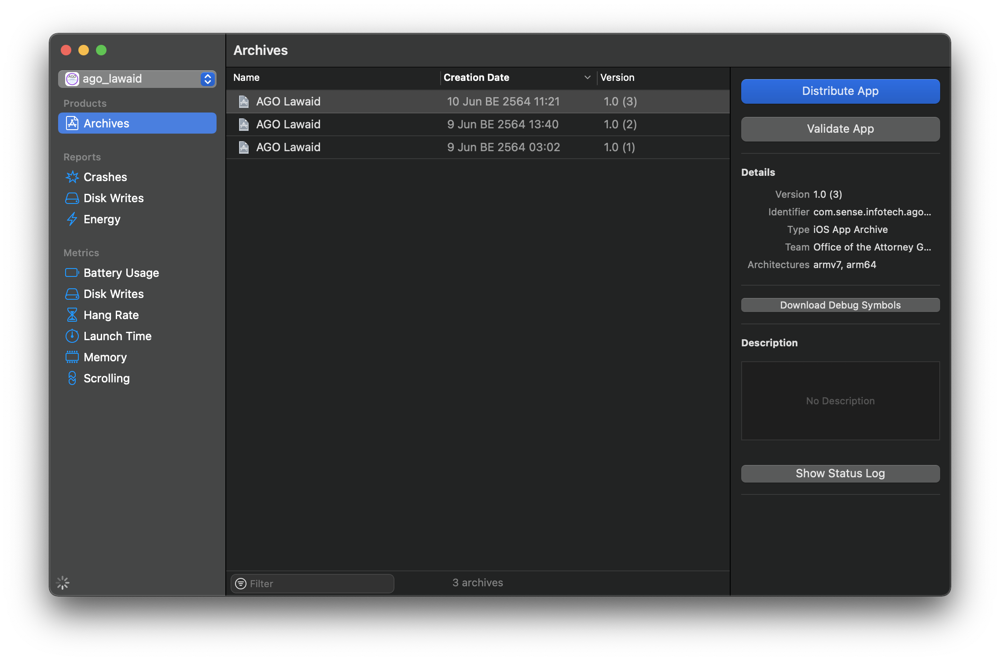 Archives
ago_lawaid
Products
Archives
Reports
Crashes
Disk Writes
Energy
Metrics
Battery Usage
Disk Writes
Hang Rate
Launch Time
Memory
Scrolling
Name Creation Date Version
AGO Lawaid 10 Jun BE 2564 11:21 1.0 (3)
AGO Lawaid 9 Jun BE 2564 13:40 1.0 (2)
AGO Lawaid 9 Jun BE 2564 03:02 1.0 (1)
Filter 3 archives
Distribute App
Validate App
Details
Version 1.0 (3)
Identifier com.sense.infotech.ago...
Type iOS App Archive
Team Office of the Attorney G...
Architectures armv7, arm64
Download Debug Symbols
Description
No Description
Show Status Log